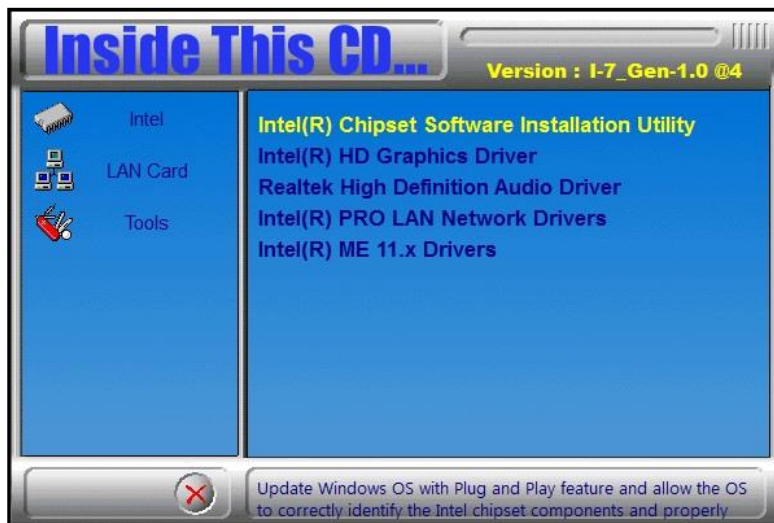 Inside This CD...
Version : I-7_Gen-1.0 @4
Intel
LAN Card
Tools
Intel(R) Chipset Software Installation Utility
Intel(R) HD Graphics Driver
Realtek High Definition Audio Driver
Intel(R) PRO LAN Network Drivers
Intel(R) ME 11.x Drivers
Update Windows OS with Plug and Play feature and allow the OS
to correctly identify the Intel chipset components and properly